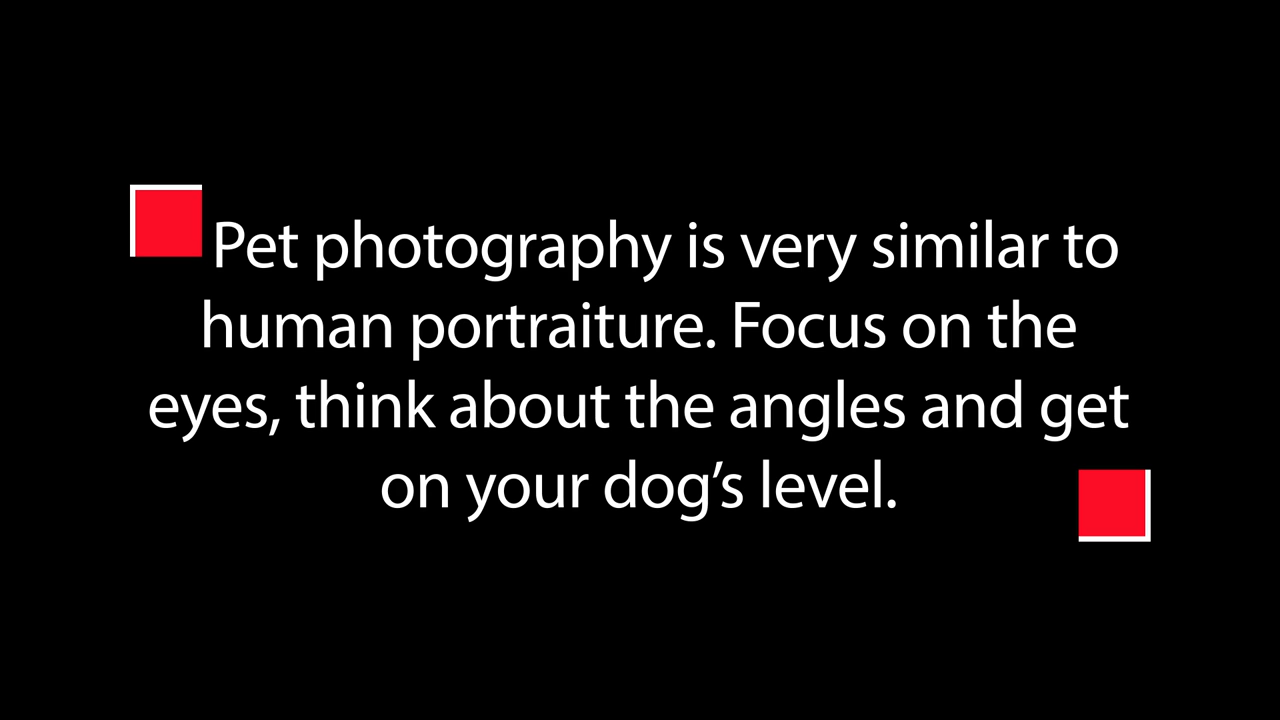 Pet photography is very similar to
human portraiture. Focus on the
eyes, think about the angles and get
on your dog’s level.